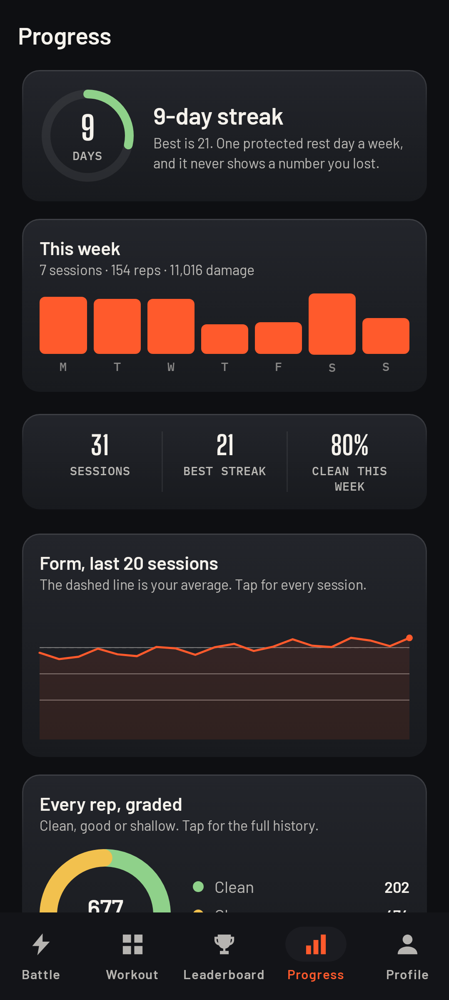 Progress
9
DAYS
9-day streak
Best is 21. One protected rest day a week,
and it never shows a number you lost.
This week
7 sessions · 154 reps · 11,016 damage
M T W T F S S
31 21 80%
SESSIONS BEST STREAK CLEAN THIS
WEEK
Form, last 20 sessions
The dashed line is your average. Tap for every session.
Every rep, graded
Clean, good or shallow. Tap for the full history.
Clean 202
677
Battle Workout Leaderboard Progress Profile